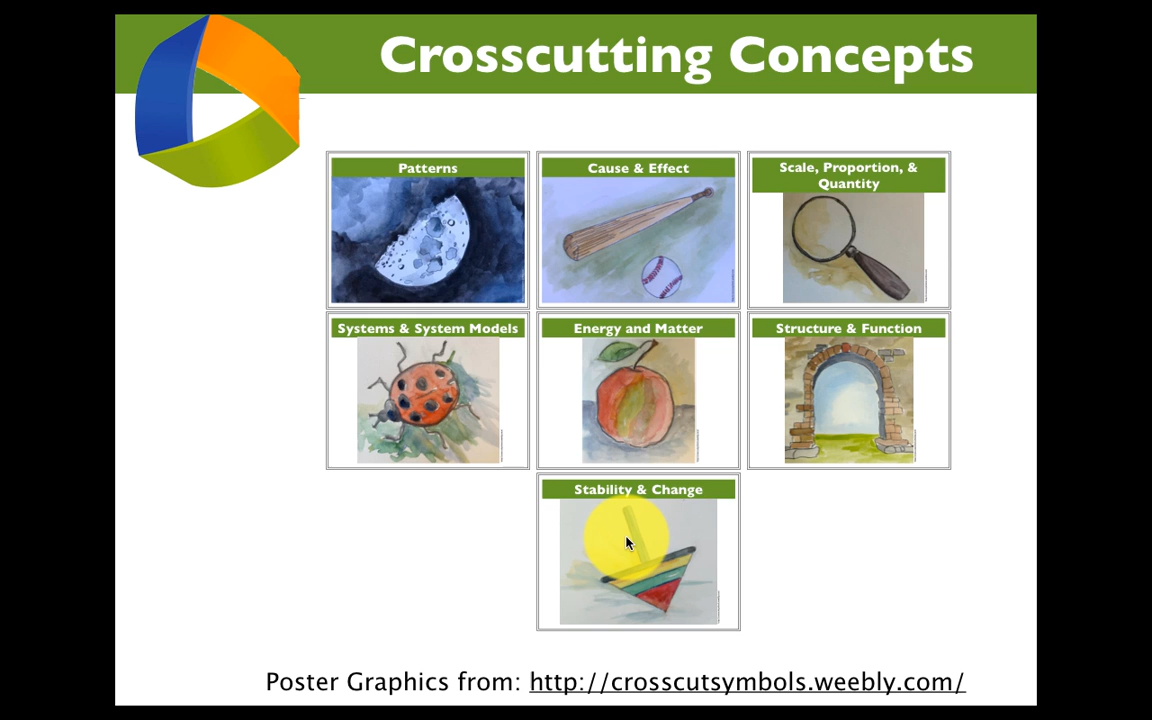 Crosscutting Concepts
Patterns
Cause & Effect
Scale, Proportion, &
Quantity
Systems & System Models
Energy and Matter
Structure & Function
Stability & Change
Poster Graphics from: http://crosscutsymbols.weebly.com/